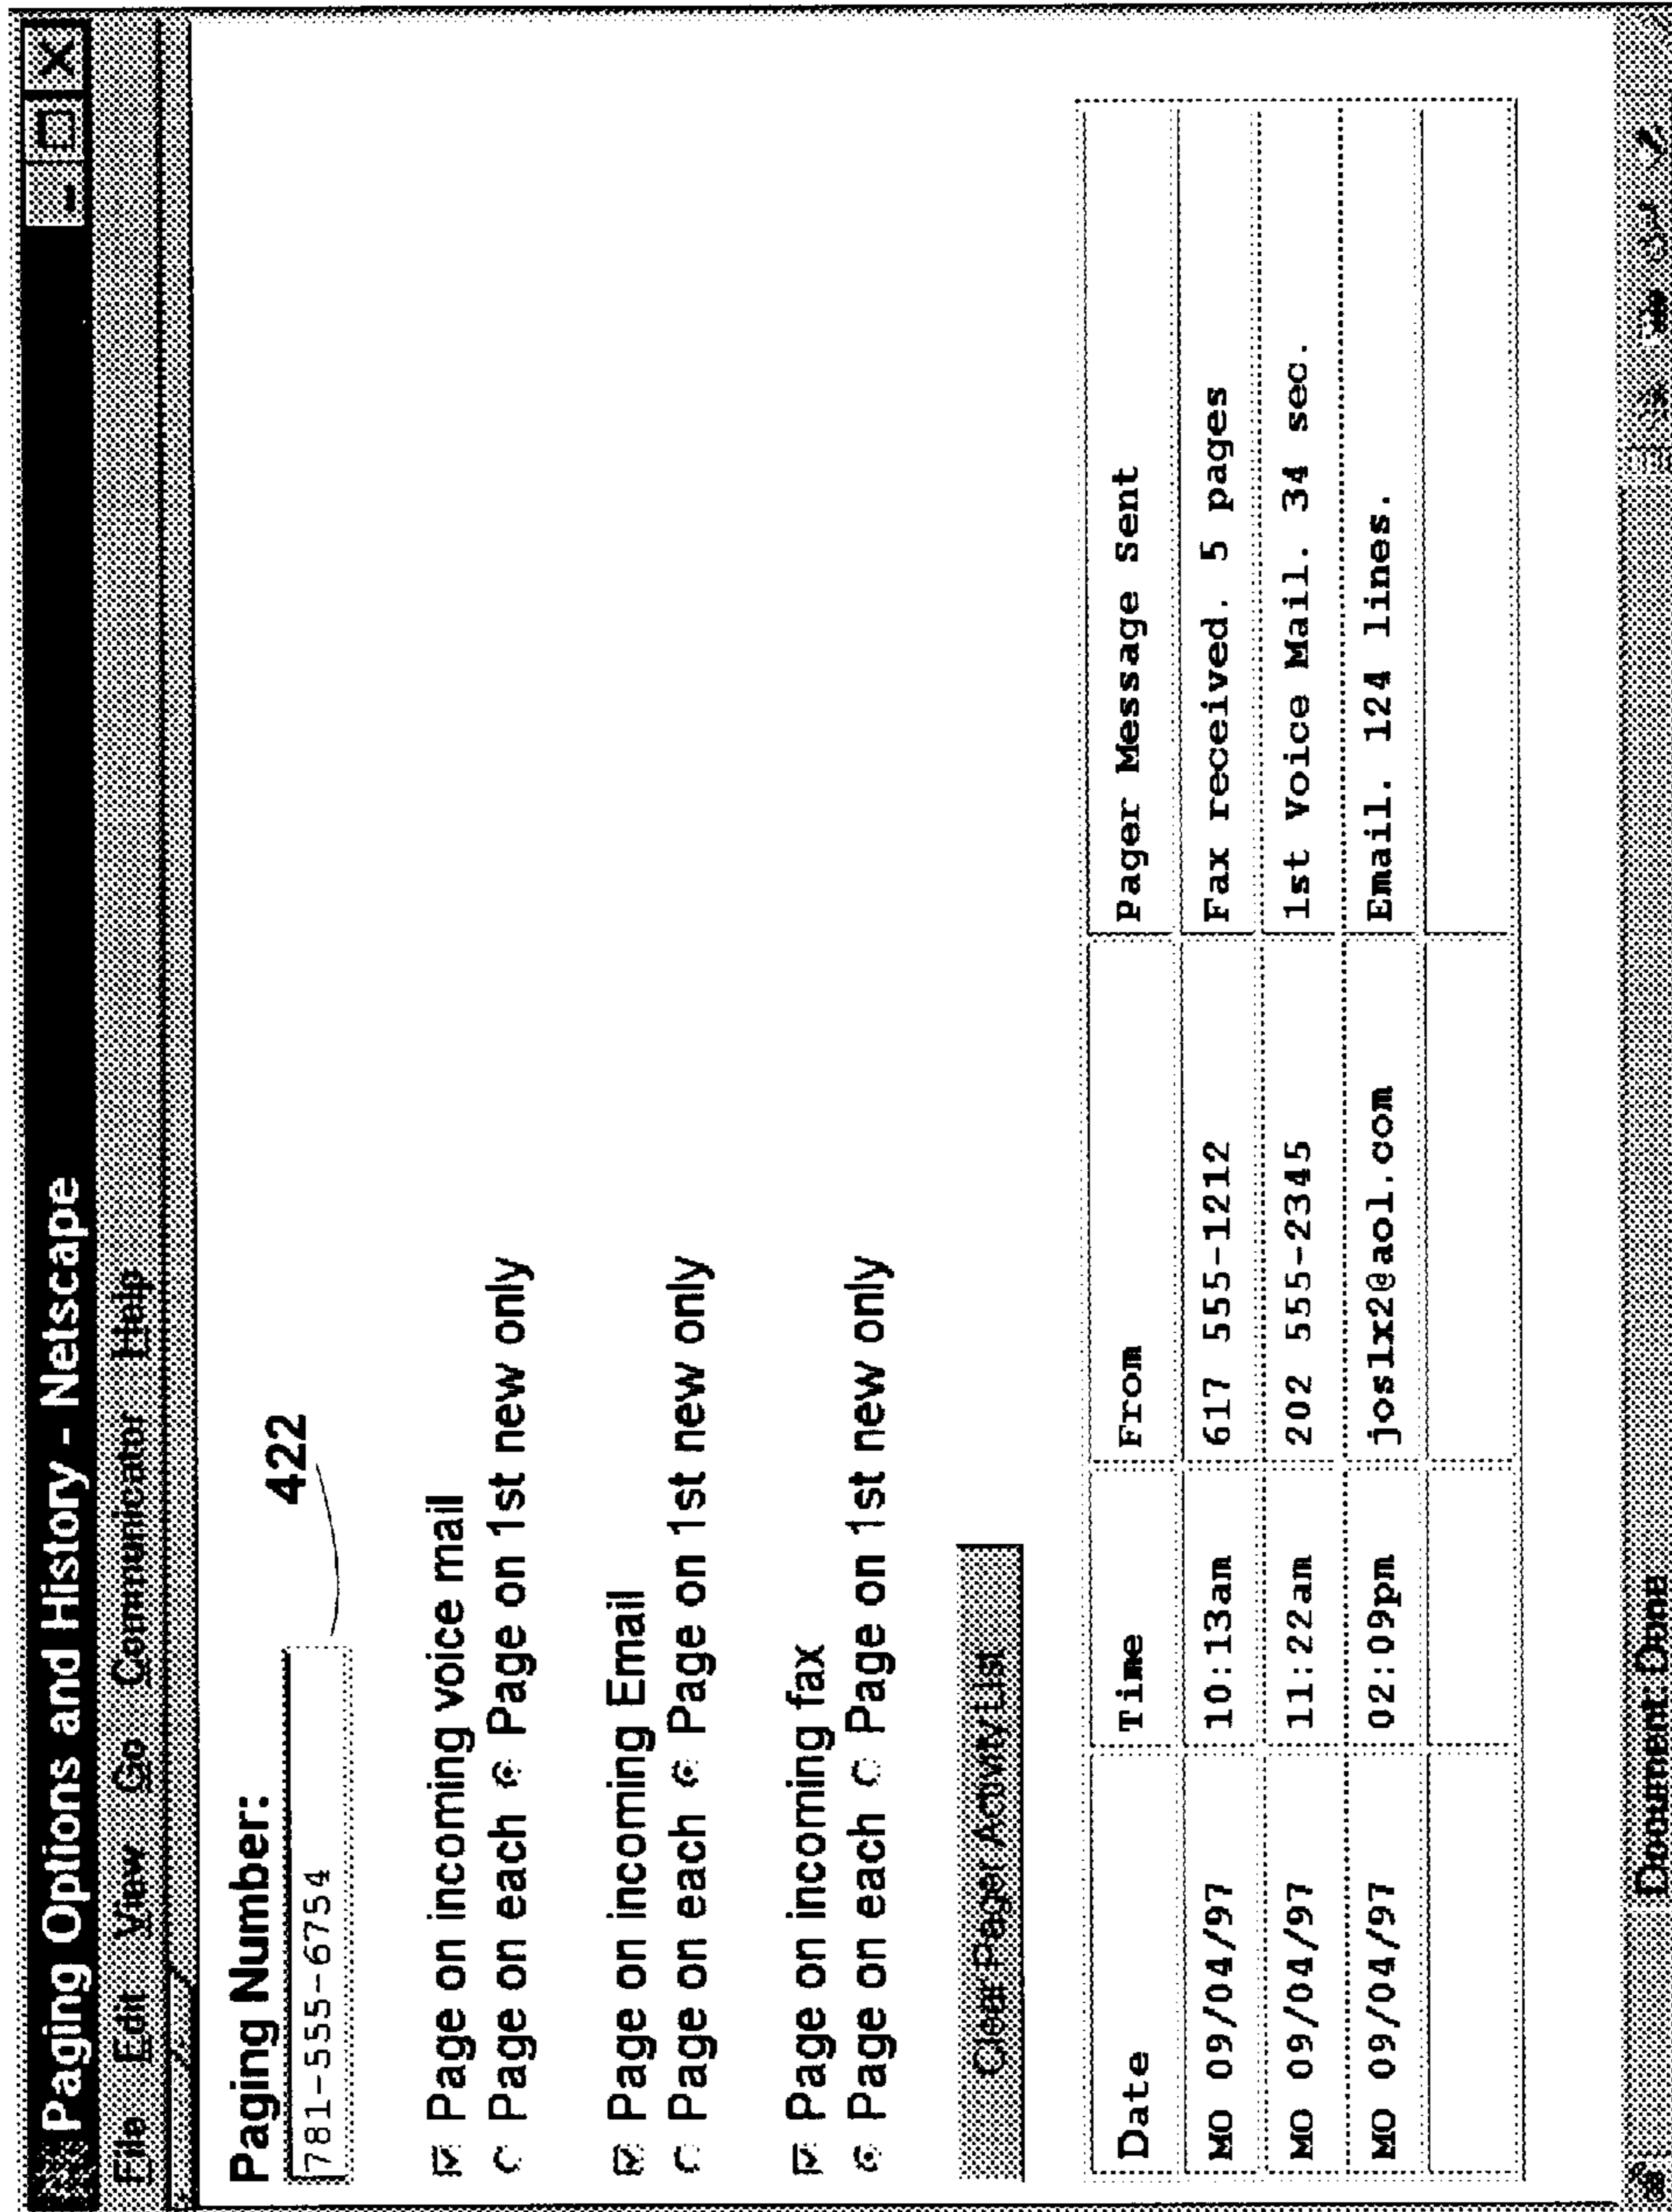 Paging Options and History - Netscape
File Edit View Go Communicator Help
Paging Number:
422
781-555-6754
Page on incoming voice mail
Page on each Page on 1st new only
Page on incoming Email
Page on each Page on 1st new only
Page on incoming fax
Page on each Page on 1st new only
Clear Pager Activity List
Date Time From Pager Message Sent
MO 09/04/97 10:13am 617 555-1212 Fax received. 5 pages
MO 09/04/97 11:22am 202 555-2345 1st Voice Mail. 34 sec.
MO 09/04/97 02:09pm joslx2@aol.com Email. 124 lines.
Document Done